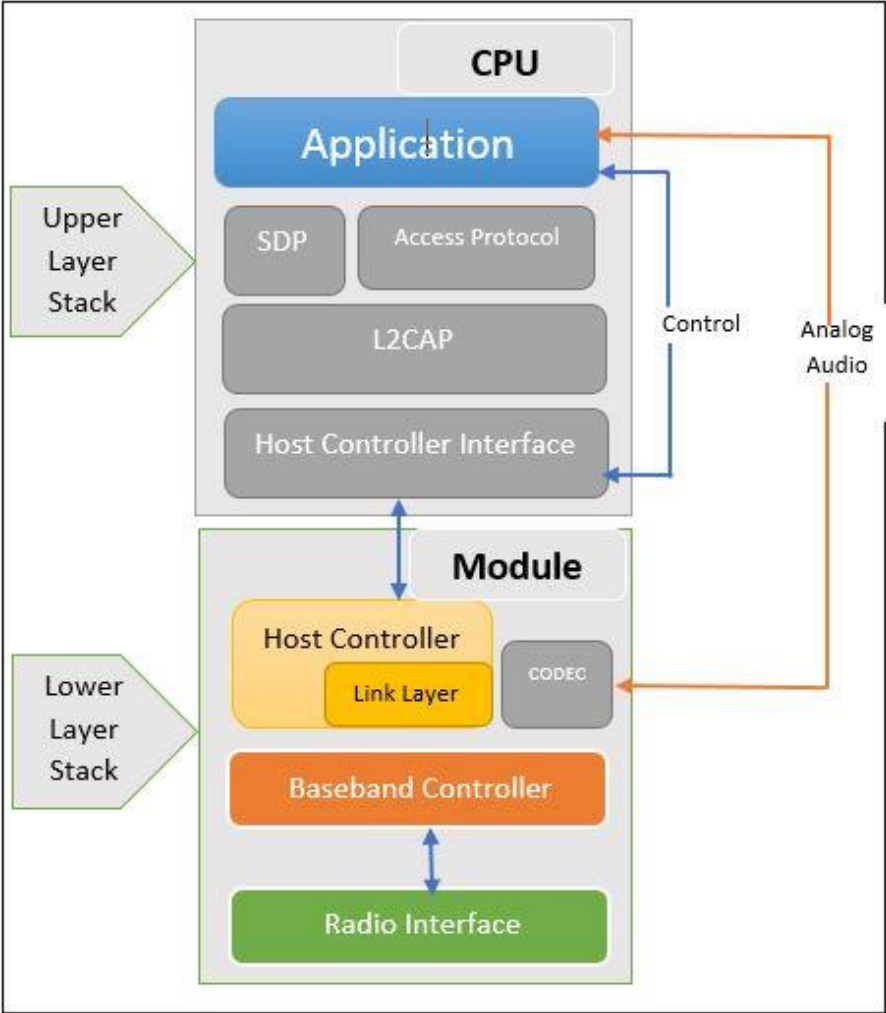 CPU
Application
Upper
Layer
Stack
SDP
Access Protocol
L2CAP
Control
Analog
Audio
Host Controller Interface
Module
Host Controller
Link Layer
CODEC
Lower
Layer
Stack
Baseband Controller
Radio Interface